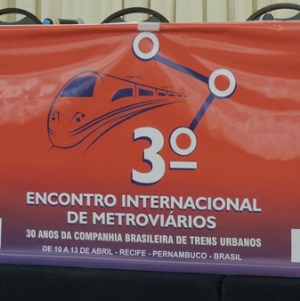 3º
ENCONTRO INTERNACIONAL
DE METROVIÁRIOS
30 ANOS DA COMPANHIA BRASILEIRA DE TRENS URBANOS
DE 10 A 13 DE ABRIL - RECIFE - PERNAMBUCO - BRASIL